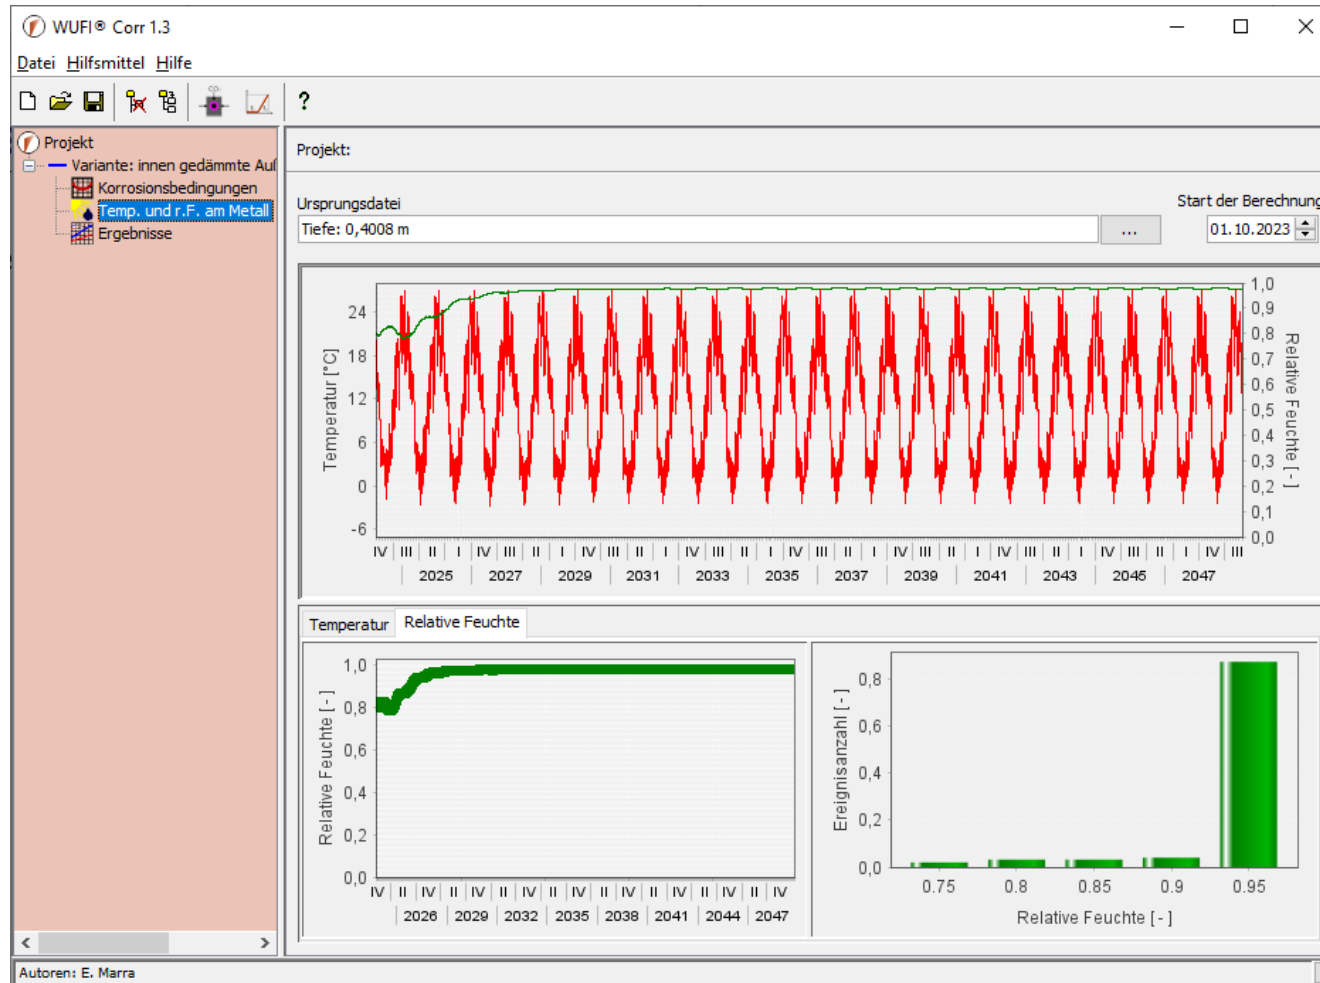 WUFI® Corr 1.3
Datei Hilfsmittel Hilfe
?
Projekt
Variante: innen gedämmte Auß
Korrosionsbedingungen
Temp. und r.F. am Metall
Ergebnisse
Projekt:
Ursprungsdatei
Start der Berechnung
Tiefe: 0,4008 m
...
01.10.2023
Temperatur [°C]
24
18
12
6
0
-6
1,0
0,9
0,8
0,7
0,6
0,5
0,4
0,3
0,2
0,1
0,0
Relative Feuchte [ - ]
IV III II I IV III II I IV III II I IV III II I IV III II I IV III II I IV III II I IV III II I IV III
2025 2027 2029 2031 2033 2035 2037 2039 2041 2043 2045 2047
Temperatur Relative Feuchte
Relative Feuchte [ - ]
1,0
0,8
0,6
0,4
0,2
0,0
IV II IV II IV II IV II IV II IV II IV II IV II IV
2026 2029 2032 2035 2038 2041 2044 2047
Ereignisanzahl [ - ]
0,8
0,6
0,4
0,2
0,0
0.75 0.8 0.85 0.9 0.95
Relative Feuchte [ - ]
Autoren: E. Marra